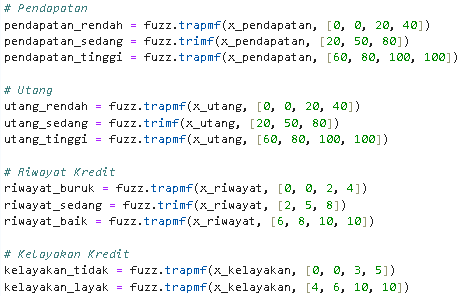 # Pendapatan
pendapatan_rendah = fuzz.trapmf(x_pendapatan, [0, 0, 20, 40])
pendapatan_sedang = fuzz.trimf(x_pendapatan, [20, 50, 80])
pendapatan_tinggi = fuzz.trapmf(x_pendapatan, [60, 80, 100, 100])
# Utang
utang_rendah = fuzz.trapmf(x_utang, [0, 0, 20, 40])
utang_sedang = fuzz.trimf(x_utang, [20, 50, 80])
utang_tinggi = fuzz.trapmf(x_utang, [60, 80, 100, 100])
# Riwayat Kredit
riwayat_buruk = fuzz.trapmf(x_riwayat, [0, 0, 2, 4])
riwayat_sedang = fuzz.trimf(x_riwayat, [2, 5, 8])
riwayat_baik = fuzz.trapmf(x_riwayat, [6, 8, 10, 10])
# Kelayakan Kredit
kelayakan_tidak = fuzz.trapmf(x_kelayakan, [0, 0, 3, 5])
kelayakan_layak = fuzz.trapmf(x_kelayakan, [4, 6, 10, 10])